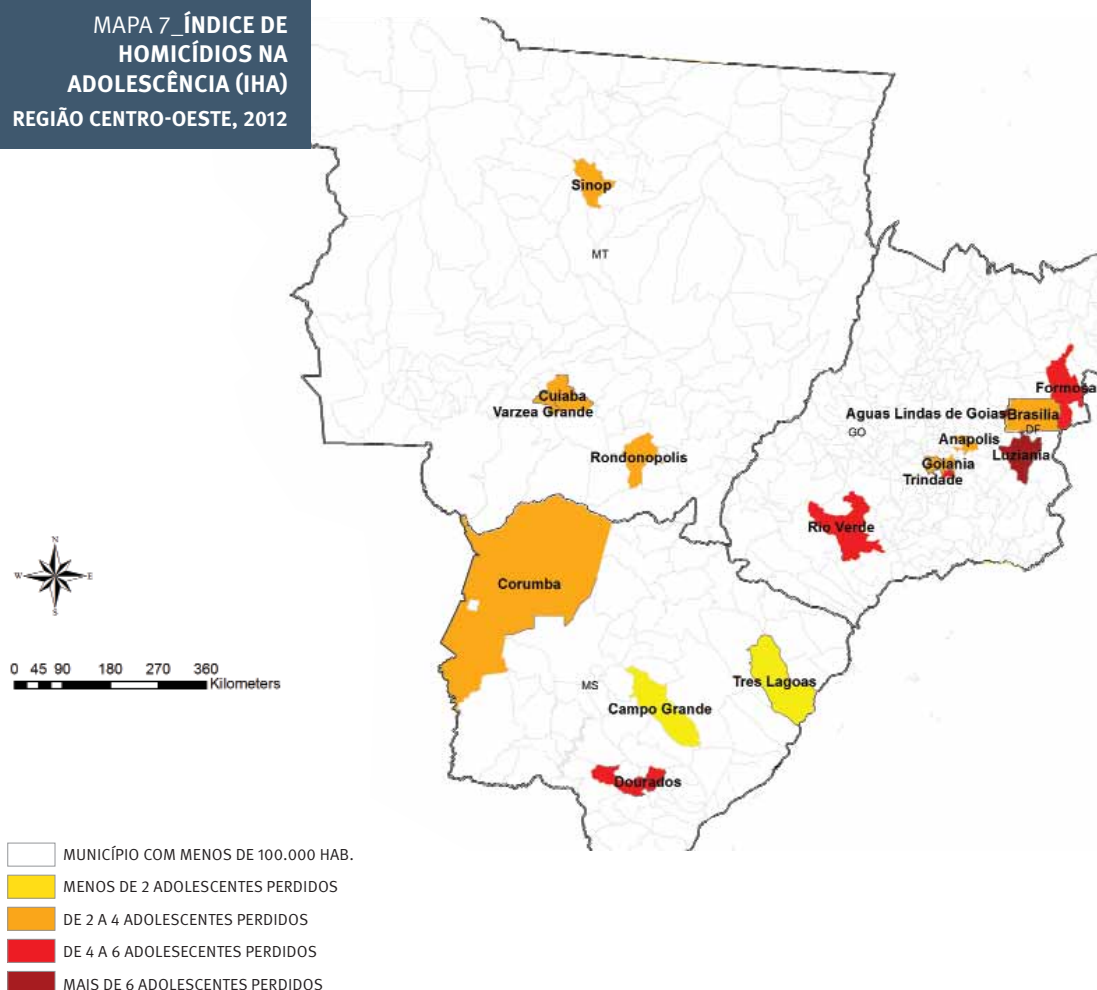 MAPA 7_ÍNDICE DE
HOMICÍDIOS NA
ADOLESCÊNCIA (IHA)
REGIÃO CENTRO-OESTE, 2012
Sinop
MT
Cuiaba
Varzea Grande
Rondonopolis
Formosa
Aguas Lindas de Goias
Brasilia
DF
GO
Anapolis
Luziania
Goiania
Trindade
Rio Verde
N
W
E
S
Corumba
0 45 90 180 270 360
Kilometers
MS
Tres Lagoas
Campo Grande
Dourados
MUNICÍPIO COM MENOS DE 100.000 HAB.
MENOS DE 2 ADOLESCENTES PERDIDOS
DE 2 A 4 ADOLESCENTES PERDIDOS
DE 4 A 6 ADOLESECENTES PERDIDOS
MAIS DE 6 ADOLESCENTES PERDIDOS